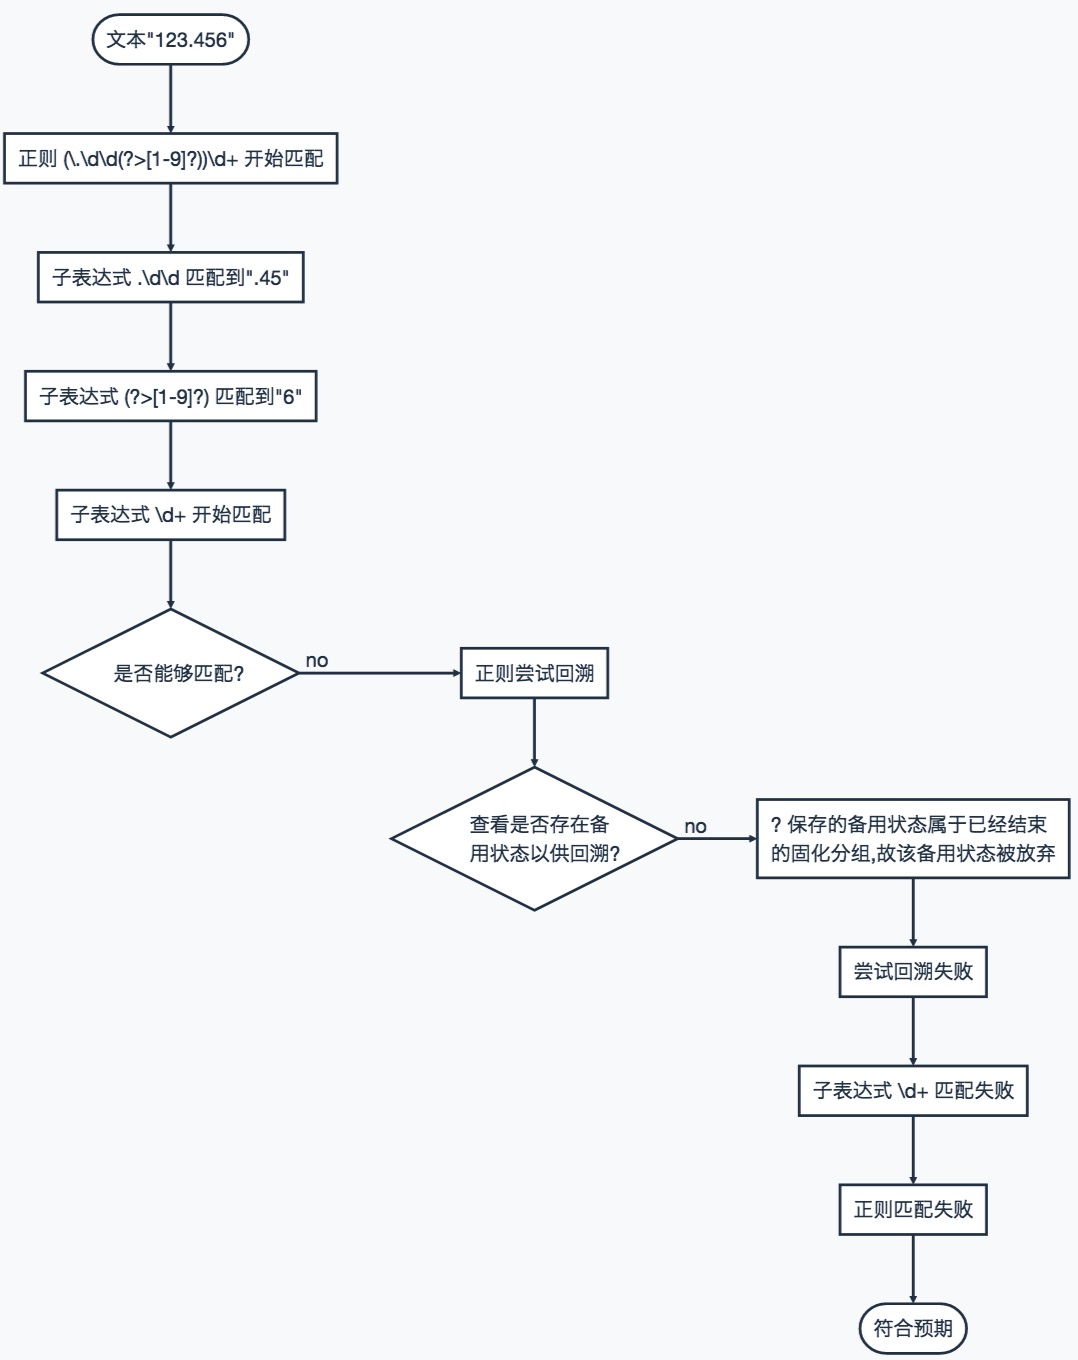 文本"123.456"
正则 (\.\d\d(?>[1-9]?))\d+ 开始匹配
子表达式 .\d\d 匹配到".45"
子表达式 (?>[1-9]?) 匹配到"6"
子表达式 \d+ 开始匹配
是否能够匹配?
no
正则尝试回溯
查看是否存在备
用状态以供回溯?
no
? 保存的备用状态属于已经结束
的固化分组,故该备用状态被放弃
尝试回溯失败
子表达式 \d+ 匹配失败
正则匹配失败
符合预期